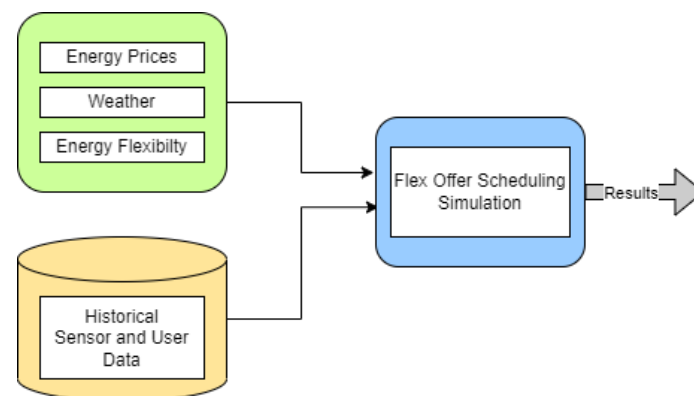 Energy Prices
Weather
Energy Flexibilty
Flex Offer Scheduling
Simulation
Results
Historical
Sensor and User
Data